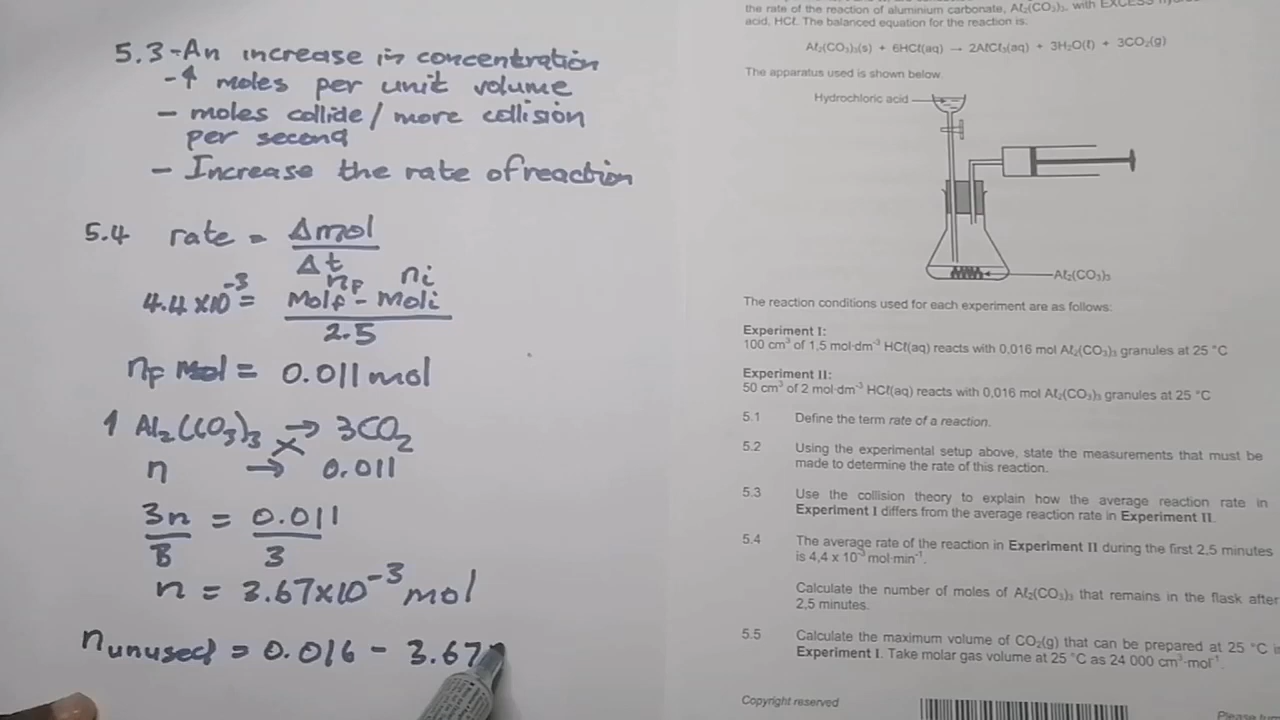 5.3 - An increase in concentration
- ↑ moles per unit volume
- moles collide / more collision
per second
- Increase the rate of reaction
5.4 rate = Δmol
Δt
nF ni
4.4×10⁻³ = Molf - Moli
2.5
nF Mol = 0.011 mol
1 Al₂(CO₃)₃ → 3CO₂
n → 0.011
3n = 0.011
3 3
n = 3.67×10⁻³ mol
nunused = 0.016 - 3.67
the rate of the reaction of aluminium carbonate, Aℓ₂(CO₃)₃, with EXCESS
acid, HCℓ. The balanced equation for the reaction is:
Aℓ₂(CO₃)₃(s) + 6HCℓ(aq) → 2AℓCℓ₃(aq) + 3H₂O(ℓ) + 3CO₂(g)
The apparatus used is shown below.
Hydrochloric acid
Aℓ₂(CO₃)₃
The reaction conditions used for each experiment are as follows:
Experiment I:
100 cm³ of 1,5 mol·dm⁻³ HCℓ(aq) reacts with 0,016 mol Aℓ₂(CO₃)₃ granules at 25 °C
Experiment II:
50 cm³ of 2 mol·dm⁻³ HCℓ(aq) reacts with 0,016 mol Aℓ₂(CO₃)₃ granules at 25 °C
5.1 Define the term rate of a reaction.
5.2 Using the experimental setup above, state the measurements that must be
made to determine the rate of this reaction.
5.3 Use the collision theory to explain how the average reaction rate in
Experiment I differs from the average reaction rate in Experiment II.
5.4 The average rate of the reaction in Experiment II during the first 2,5 minutes
is 4,4 x 10⁻³ mol·min⁻¹.
Calculate the number of moles of Aℓ₂(CO₃)₃ that remains in the flask after
2,5 minutes.
5.5 Calculate the maximum volume of CO₂(g) that can be prepared at 25 °C
Experiment I. Take molar gas volume at 25 °C as 24 000 cm³·mol⁻¹.
Copyright reserved
Please